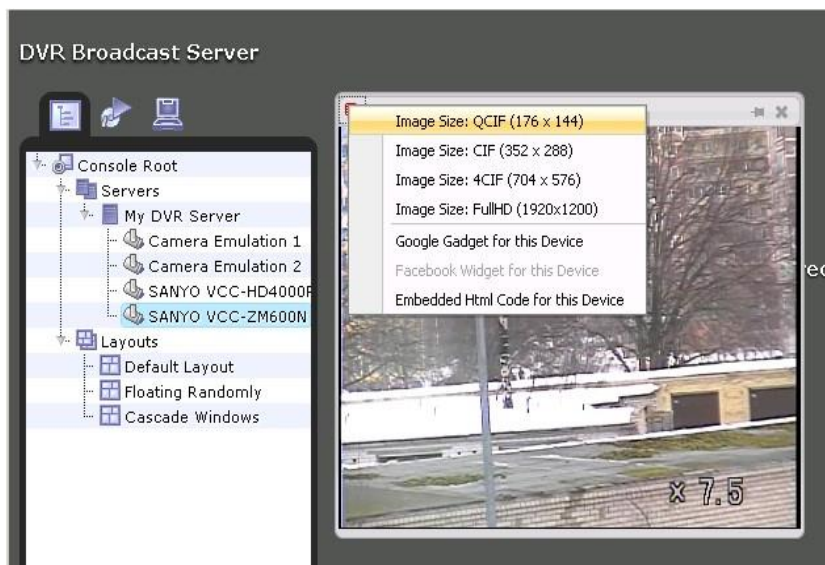 DVR Broadcast Server
Console Root
Servers
My DVR Server
Camera Emulation 1
Camera Emulation 2
SANYO VCC-HD4000P
SANYO VCC-ZM600N
Layouts
Default Layout
Floating Randomly
Cascade Windows
Image Size: QCIF (176 x 144)
Image Size: CIF (352 x 288)
Image Size: 4CIF (704 x 576)
Image Size: FullHD (1920x1200)
Google Gadget for this Device
Facebook Widget for this Device
Embedded Html Code for this Device
× 7.5